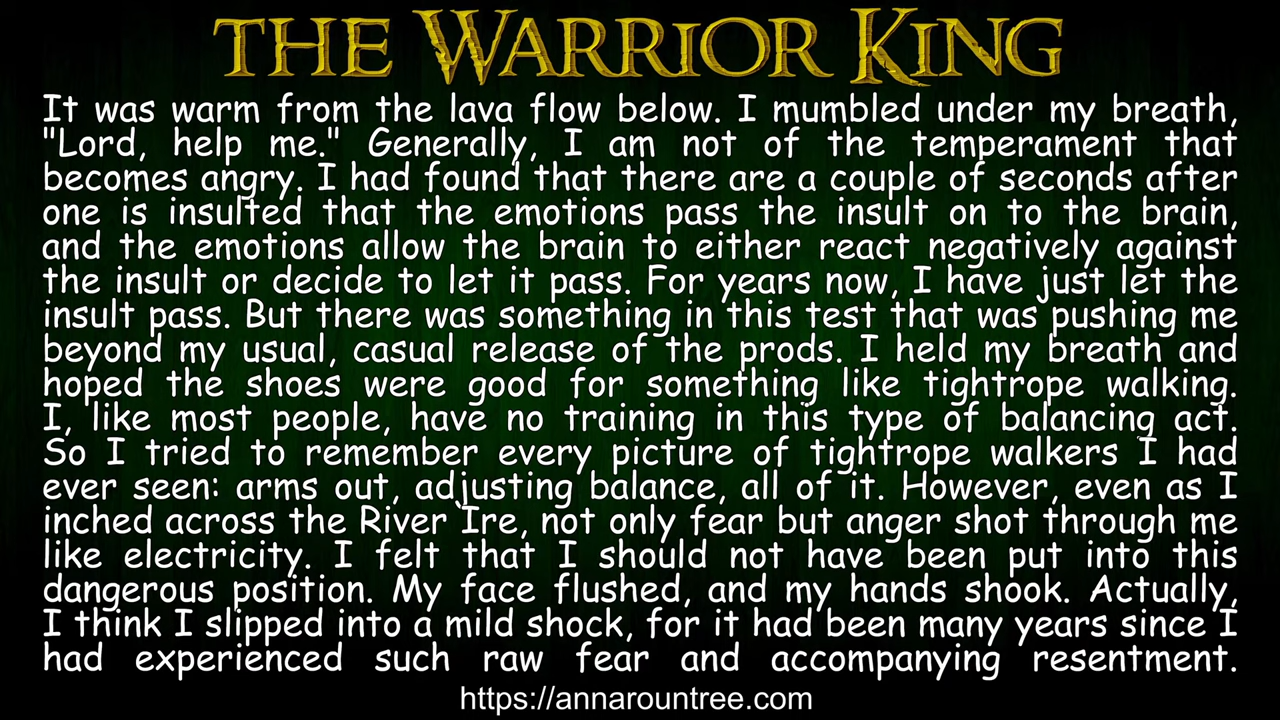 THE WARRIOR KING
It was warm from the lava flow below. I mumbled under my breath,
"Lord, help me." Generally, I am not of the temperament that
becomes angry. I had found that there are a couple of seconds after
one is insulted that the emotions pass the insult on to the brain,
and the emotions allow the brain to either react negatively against
the insult or decide to let it pass. For years now, I have just let the
insult pass. But there was something in this test that was pushing me
beyond my usual, casual release of the prods. I held my breath and
hoped the shoes were good for something like tightrope walking.
I, like most people, have no training in this type of balancing act.
So I tried to remember every picture of tightrope walkers I had
ever seen: arms out, adjusting balance, all of it. However, even as I
inched across the River Ire, not only fear but anger shot through me
like electricity. I felt that I should not have been put into this
dangerous position. My face flushed, and my hands shook. Actually,
I think I slipped into a mild shock, for it had been many years since I
had experienced such raw fear and accompanying resentment.
https://annarountree.com